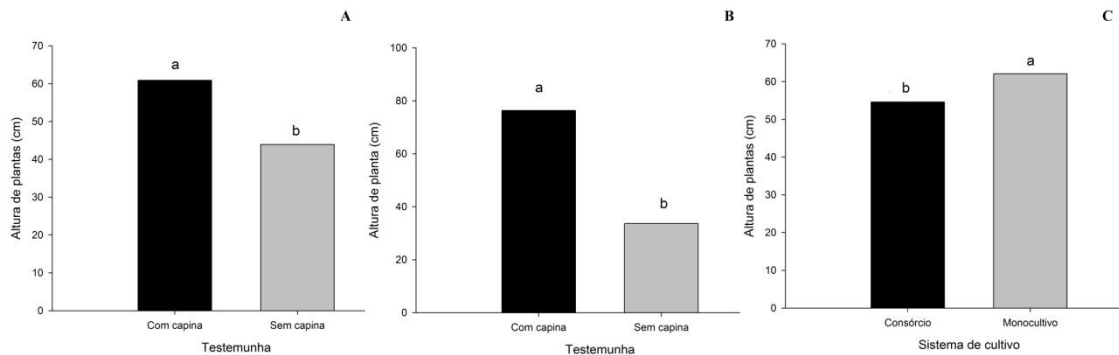 A
Altura de plantas (cm)
70
60
50
40
30
20
10
0
a
b
Com capina
Sem capina
Testemunha
B
Altura de planta (cm)
100
80
60
40
20
0
a
b
Com capina
Sem capina
Testemunha
C
Altura de plantas (cm)
70
60
50
40
30
20
10
0
b
a
Consórcio
Monocultivo
Sistema de cultivo